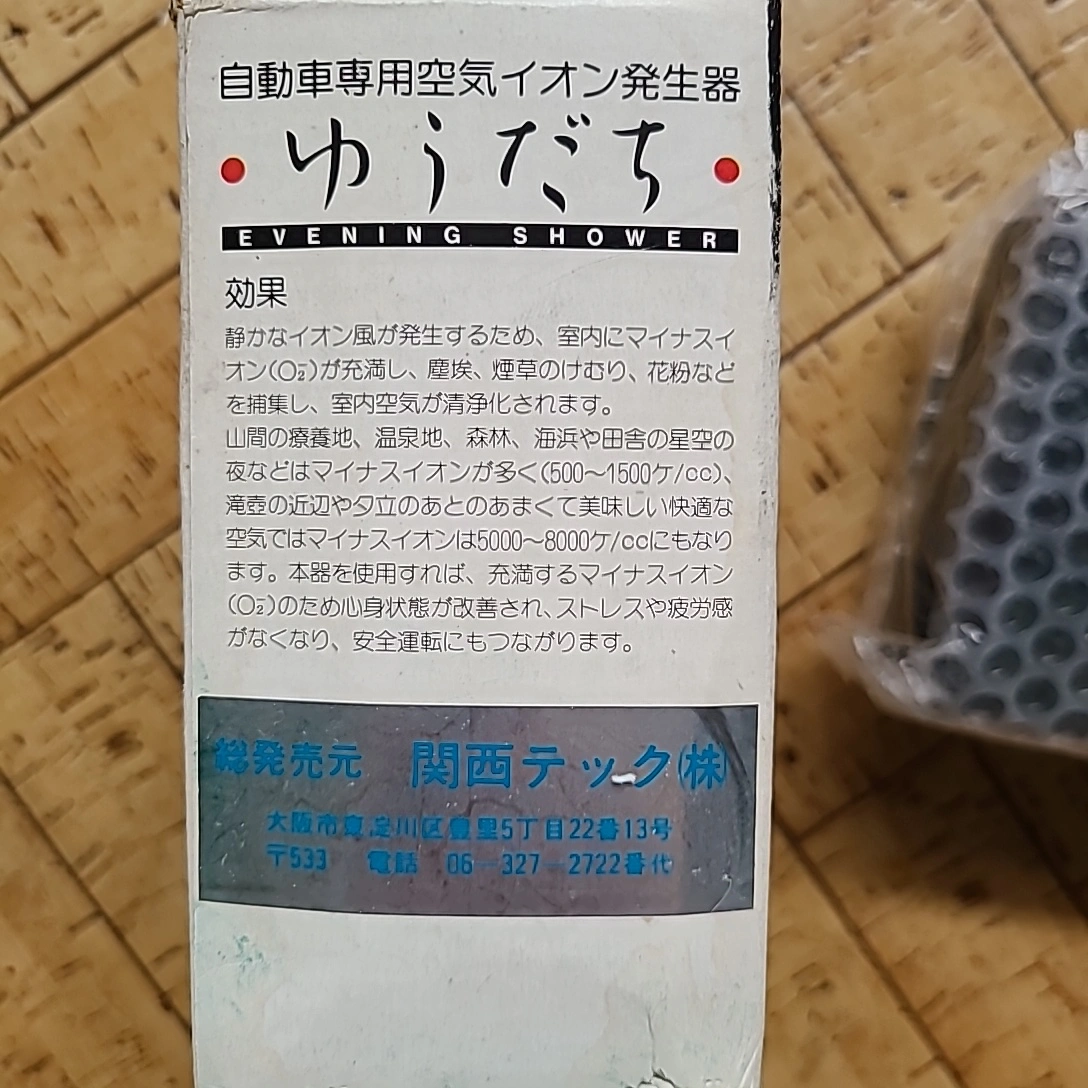 自動車専用空気イオン発生器
ゆうだち
EVENING SHOWER
効果
静かなイオン風が発生するため、室内にマイナスイ
オン(O₂)が充満し、塵埃、煙草のけむり、花粉など
を捕集し、室内空気が清浄化されます。
山間の療養地、温泉地、森林、海浜や田舎の星空の
夜などはマイナスイオンが多く(500〜1500ケ/cc)、
滝壺の近辺や夕立のあとのあまくて美味しい快適な
空気ではマイナスイオンは5000〜8000ケ/ccにもなり
ます。本器を使用すれば、充満するマイナスイオン
(O₂)のため心身状態が改善され、ストレスや疲労感
がなくなり、安全運転にもつながります。
総発売元 関西テック㈱
大阪市東淀川区豊里5丁目22番13号
〒533 電話 06-327-2722番代